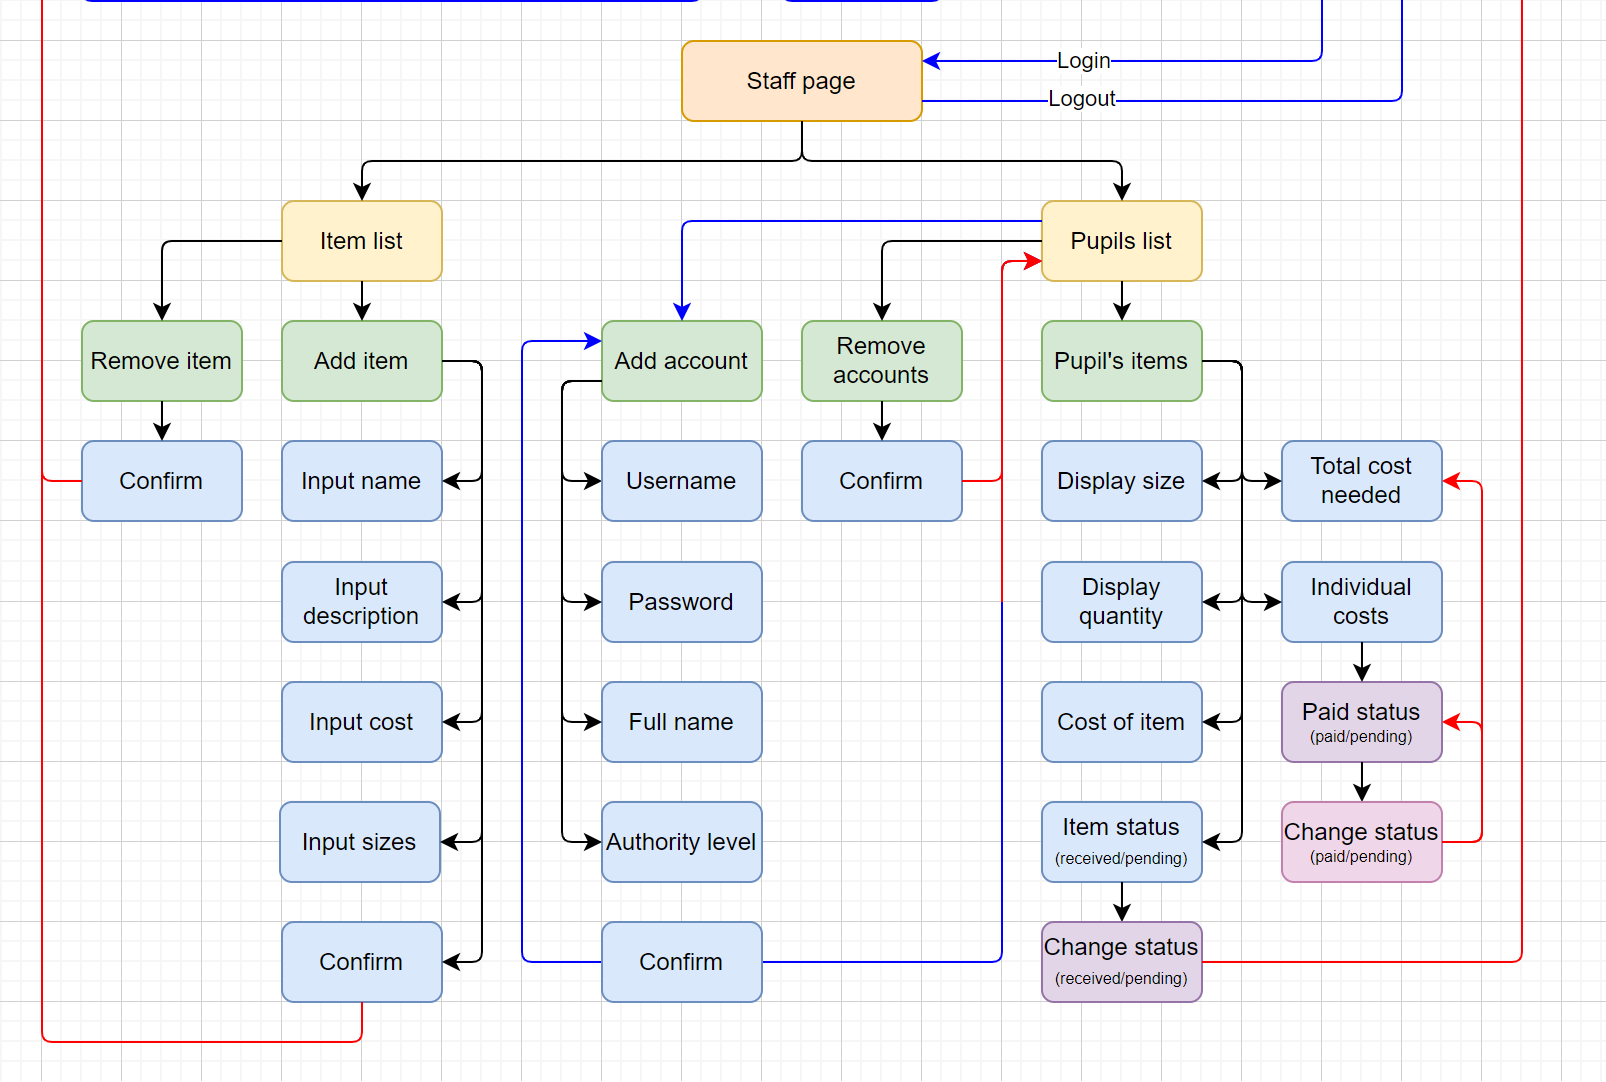 Login
Staff page
Logout
Item list
Pupils list
Remove item
Add item
Add account
Remove
accounts
Pupil's items
Confirm
Input name
Username
Confirm
Display size
Total cost
needed
Input
description
Password
Display
quantity
Individual
costs
Input cost
Full name
Cost of item
Paid status
(paid/pending)
Input sizes
Authority level
Item status
(received/pending)
Change status
(paid/pending)
Confirm
Confirm
Change status
(received/pending)